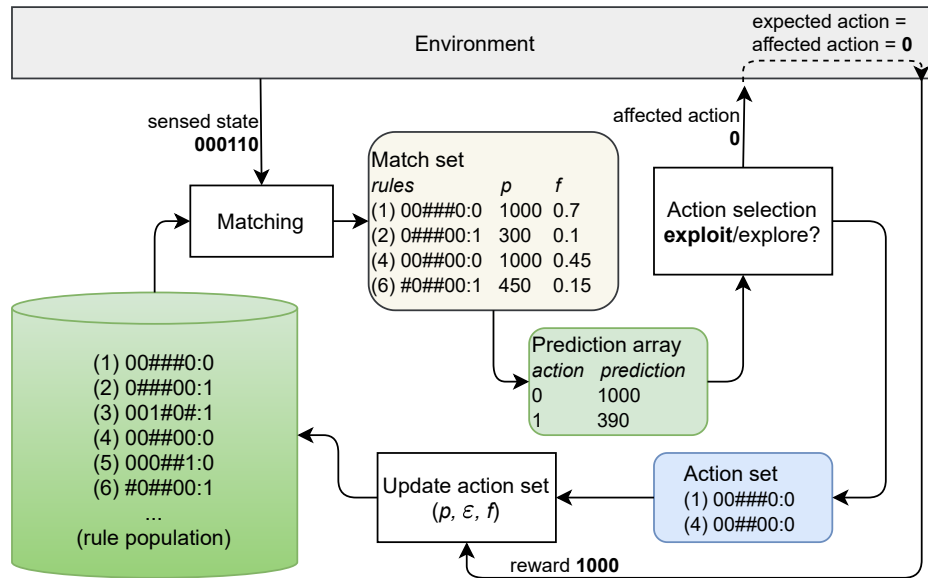 Environment
expected action =
affected action = 0
sensed state
000110
affected action
0
Matching
Match set
rules p f
(1) 00###0:0 1000 0.7
(2) 0###00:1 300 0.1
(4) 00##00:0 1000 0.45
(6) #0##00:1 450 0.15
Action selection
exploit/explore?
Prediction array
action prediction
0 1000
1 390
(1) 00###0:0
(2) 0###00:1
(3) 001#0#:1
(4) 00##00:0
(5) 000##1:0
(6) #0##00:1
...
(rule population)
Update action set
(p, ε, f)
Action set
(1) 00###0:0
(4) 00##00:0
reward 1000